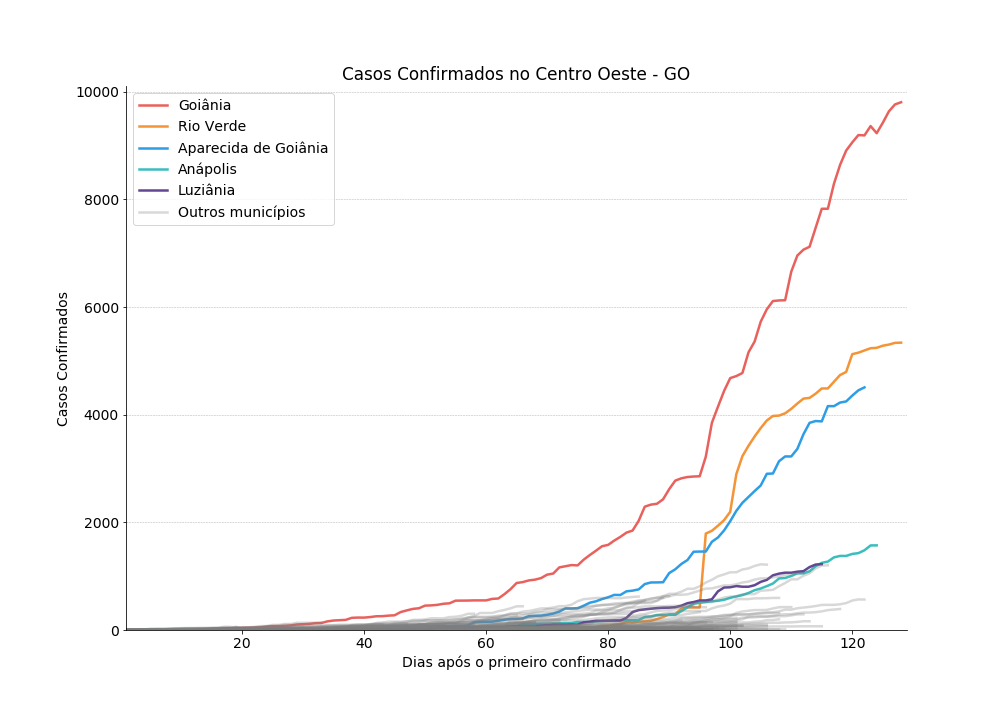 Casos Confirmados no Centro Oeste - GO
10000
8000
6000
4000
2000
0
Casos Confirmados
Goiânia
Rio Verde
Aparecida de Goiânia
Anápolis
Luziânia
Outros municípios
20 40 60 80 100 120
Dias após o primeiro confirmado